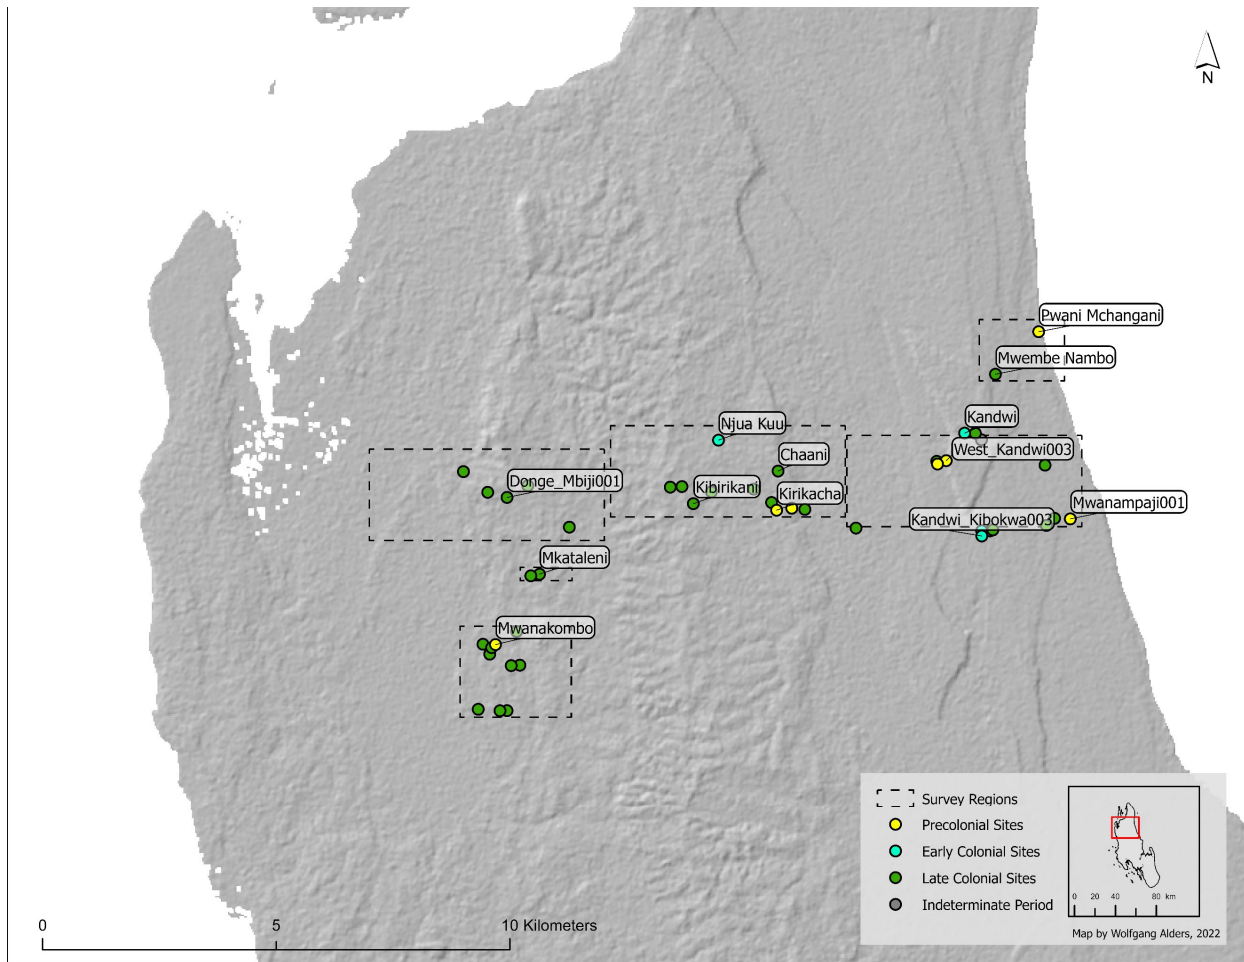 N
Pwani Mchangani
Mwembe Nambo
Njua Kuu
Kandwi
Chaani
West_Kandwi003
Donge_Mbiji001
Kibirikani
Kirikacha
Mwanampaji001
Kandwi_Kibokwa003
Mkataleni
Mwanakombo
Survey Regions
Precolonial Sites
Early Colonial Sites
Late Colonial Sites
Indeterminate Period
0 20 40 80 km
Map by Wolfgang Alders, 2022
0 5 10 Kilometers